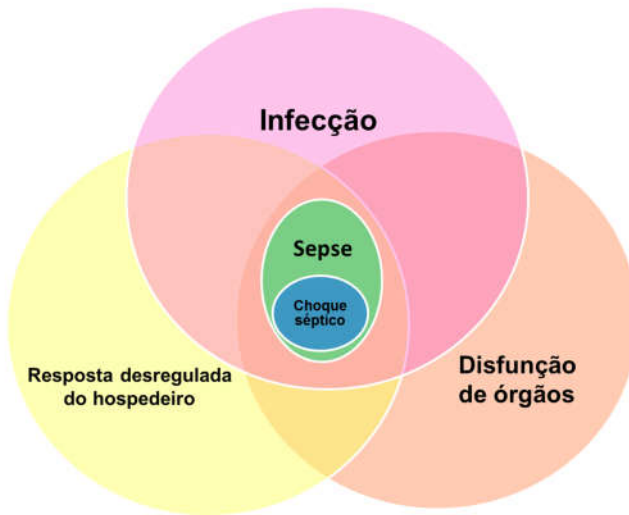 Infecção
Sepse
Choque
séptico
Resposta desregulada
do hospedeiro
Disfunção
de órgãos